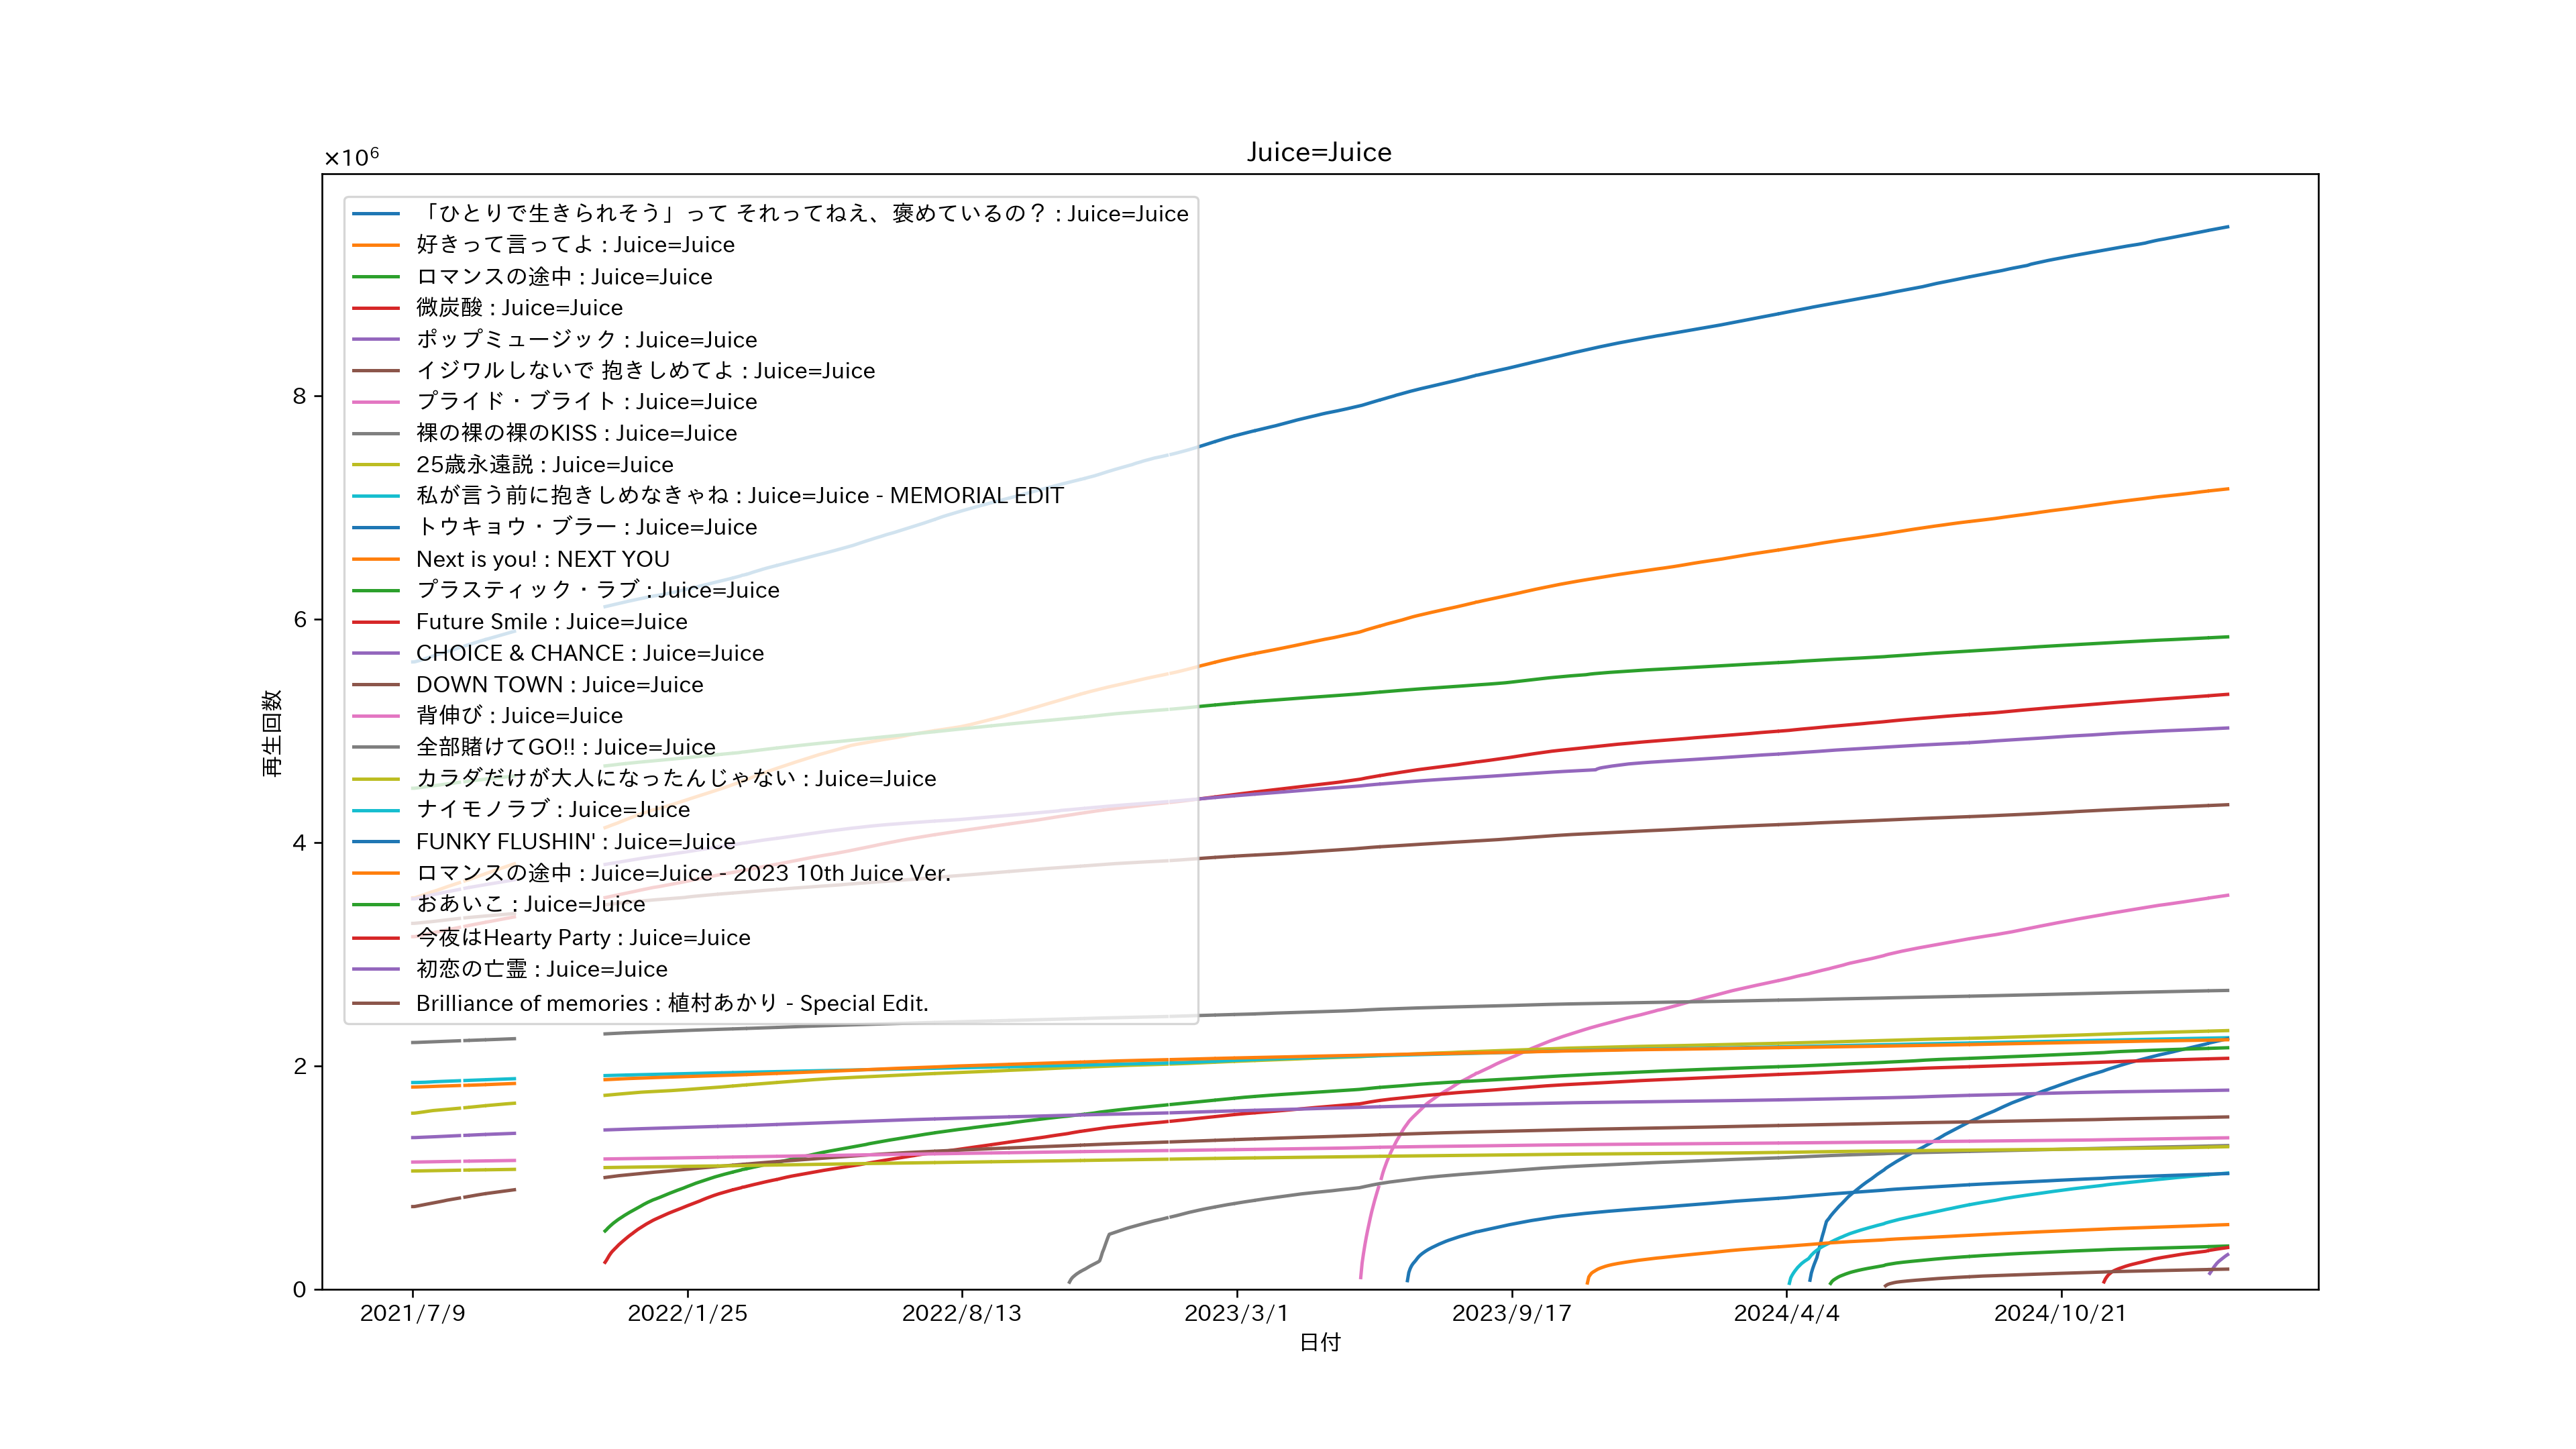 Juice=Juice
×10⁶
「ひとりで生きられそう」って それってねえ、褒めているの？ : Juice=Juice
好きって言ってよ : Juice=Juice
ロマンスの途中 : Juice=Juice
微炭酸 : Juice=Juice
ポップミュージック : Juice=Juice
イジワルしないで 抱きしめてよ : Juice=Juice
プライド・ブライト : Juice=Juice
裸の裸の裸のKISS : Juice=Juice
25歳永遠説 : Juice=Juice
私が言う前に抱きしめなきゃね : Juice=Juice - MEMORIAL EDIT
トウキョウ・ブラー : Juice=Juice
Next is you! : NEXT YOU
プラスティック・ラブ : Juice=Juice
Future Smile : Juice=Juice
CHOICE & CHANCE : Juice=Juice
DOWN TOWN : Juice=Juice
背伸び : Juice=Juice
全部賭けてGO!! : Juice=Juice
カラダだけが大人になったんじゃない : Juice=Juice
ナイモノラブ : Juice=Juice
FUNKY FLUSHIN' : Juice=Juice
ロマンスの途中 : Juice=Juice - 2023 10th Juice Ver.
おあいこ : Juice=Juice
今夜はHearty Party : Juice=Juice
初恋の亡霊 : Juice=Juice
Brilliance of memories : 植村あかり - Special Edit.
8
6
4
2
0
再生回数
2021/7/9 2022/1/25 2022/8/13 2023/3/1 2023/9/17 2024/4/4 2024/10/21
日付